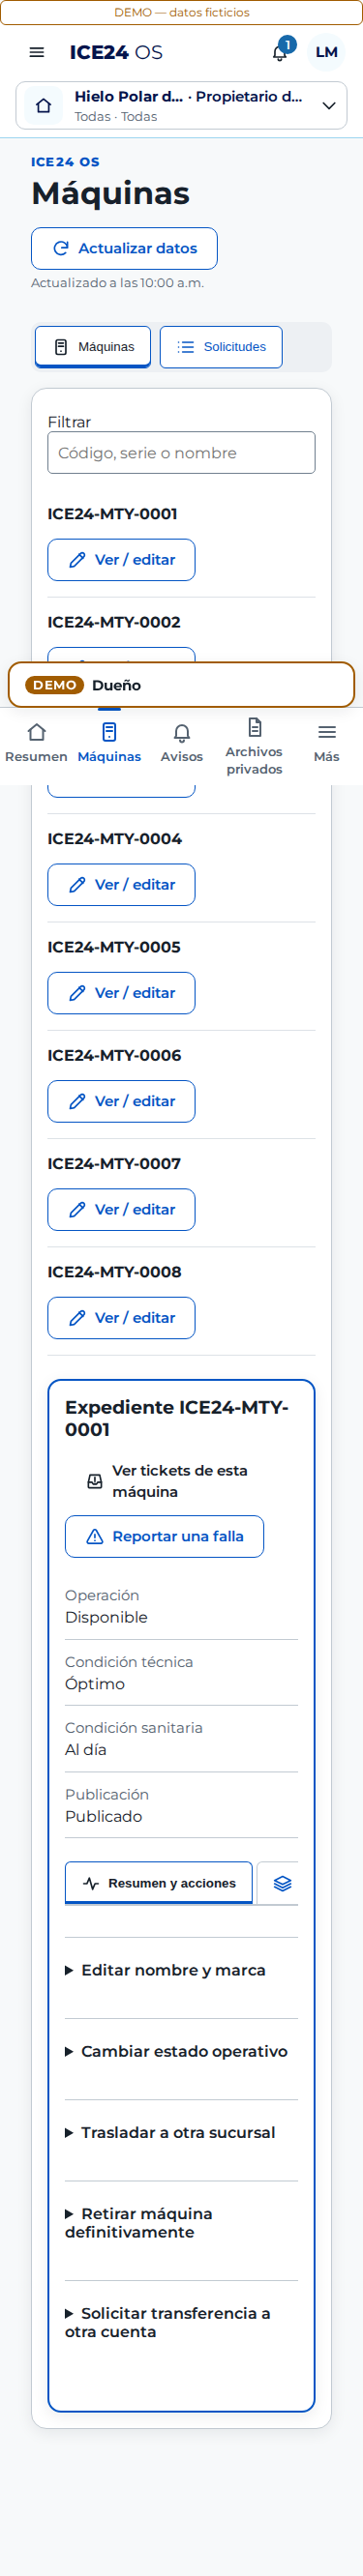 DEMO — datos ficticios
ICE24 OS
1
LM
Hielo Polar d... · Propietario d...
Todas · Todas
ICE24 OS
Máquinas
Actualizar datos
Actualizado a las 10:00 a.m.
Máquinas
Solicitudes
Filtrar
Código, serie o nombre
ICE24-MTY-0001
Ver / editar
ICE24-MTY-0002
DEMO Dueño
Resumen
Máquinas
Avisos
Archivos privados
Más
ICE24-MTY-0004
Ver / editar
ICE24-MTY-0005
Ver / editar
ICE24-MTY-0006
Ver / editar
ICE24-MTY-0007
Ver / editar
ICE24-MTY-0008
Ver / editar
Expediente ICE24-MTY-
0001
Ver tickets de esta
máquina
Reportar una falla
Operación
Disponible
Condición técnica
Óptimo
Condición sanitaria
Al día
Publicación
Publicado
Resumen y acciones
Editar nombre y marca
Cambiar estado operativo
Trasladar a otra sucursal
Retirar máquina
definitivamente
Solicitar transferencia a
otra cuenta